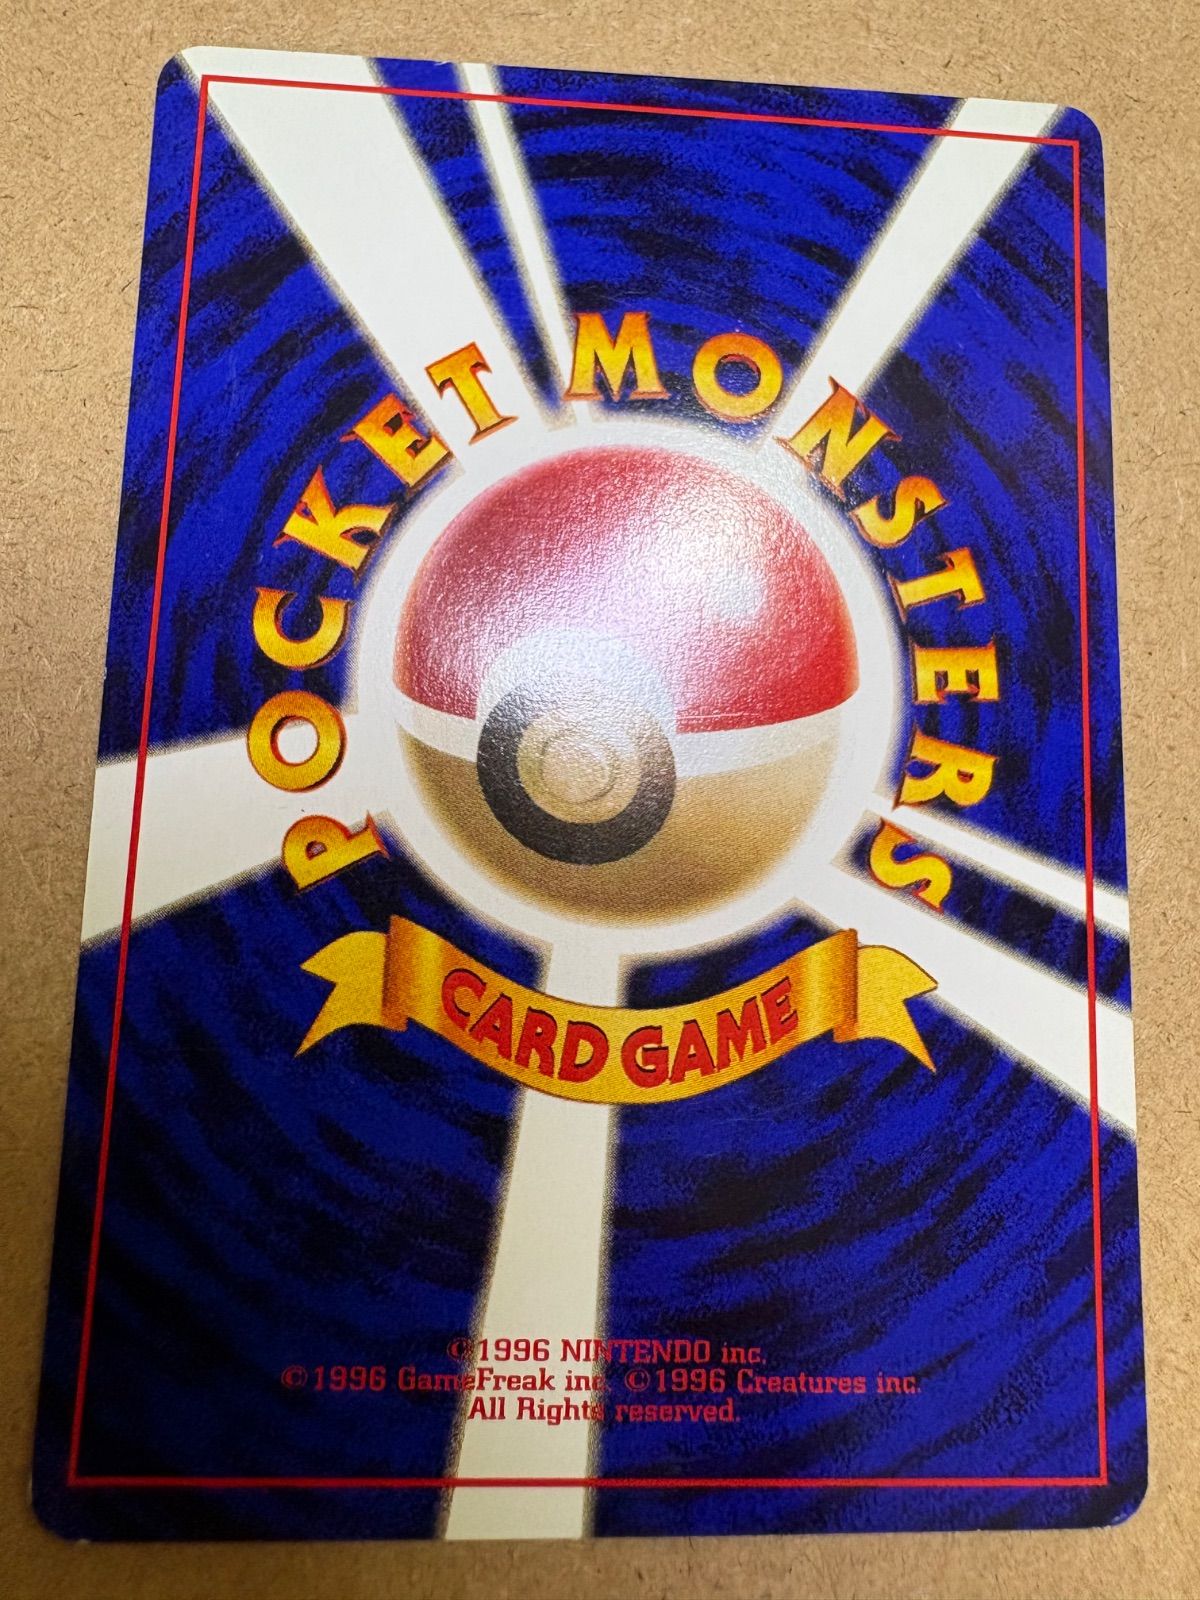 POCKET MONSTERS
CARD GAME
©1996 NINTENDO inc.
©1996 GameFreak inc. ©1996 Creatures inc.
All Rights reserved.